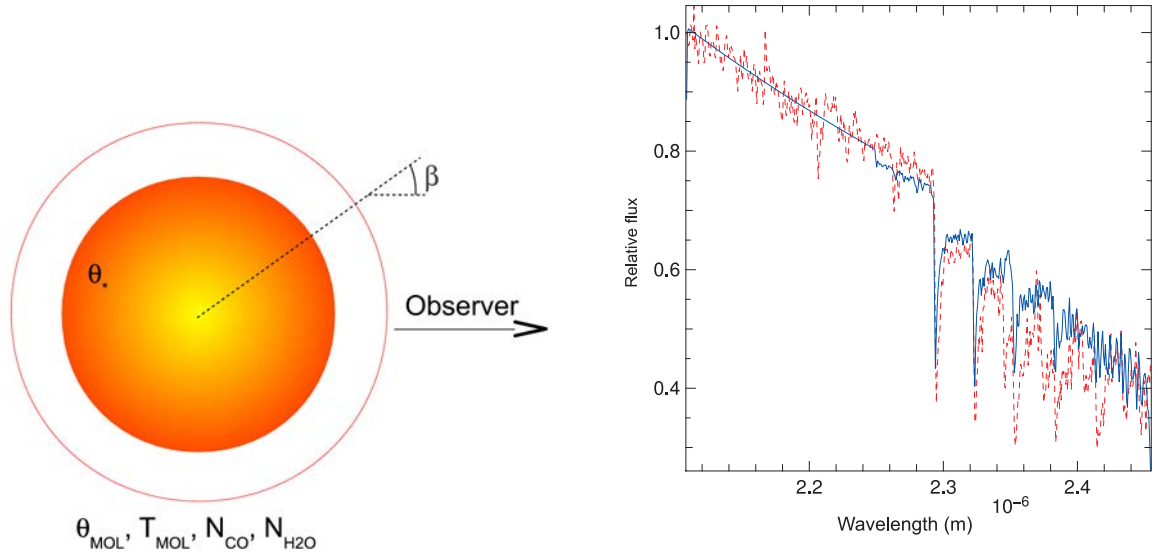 β
θ*
Observer
θMOL, TMOL, NCO, NH2O
1.0
0.8
0.6
0.4
Relative flux
2.2
2.3
2.4
10-6
Wavelength (m)